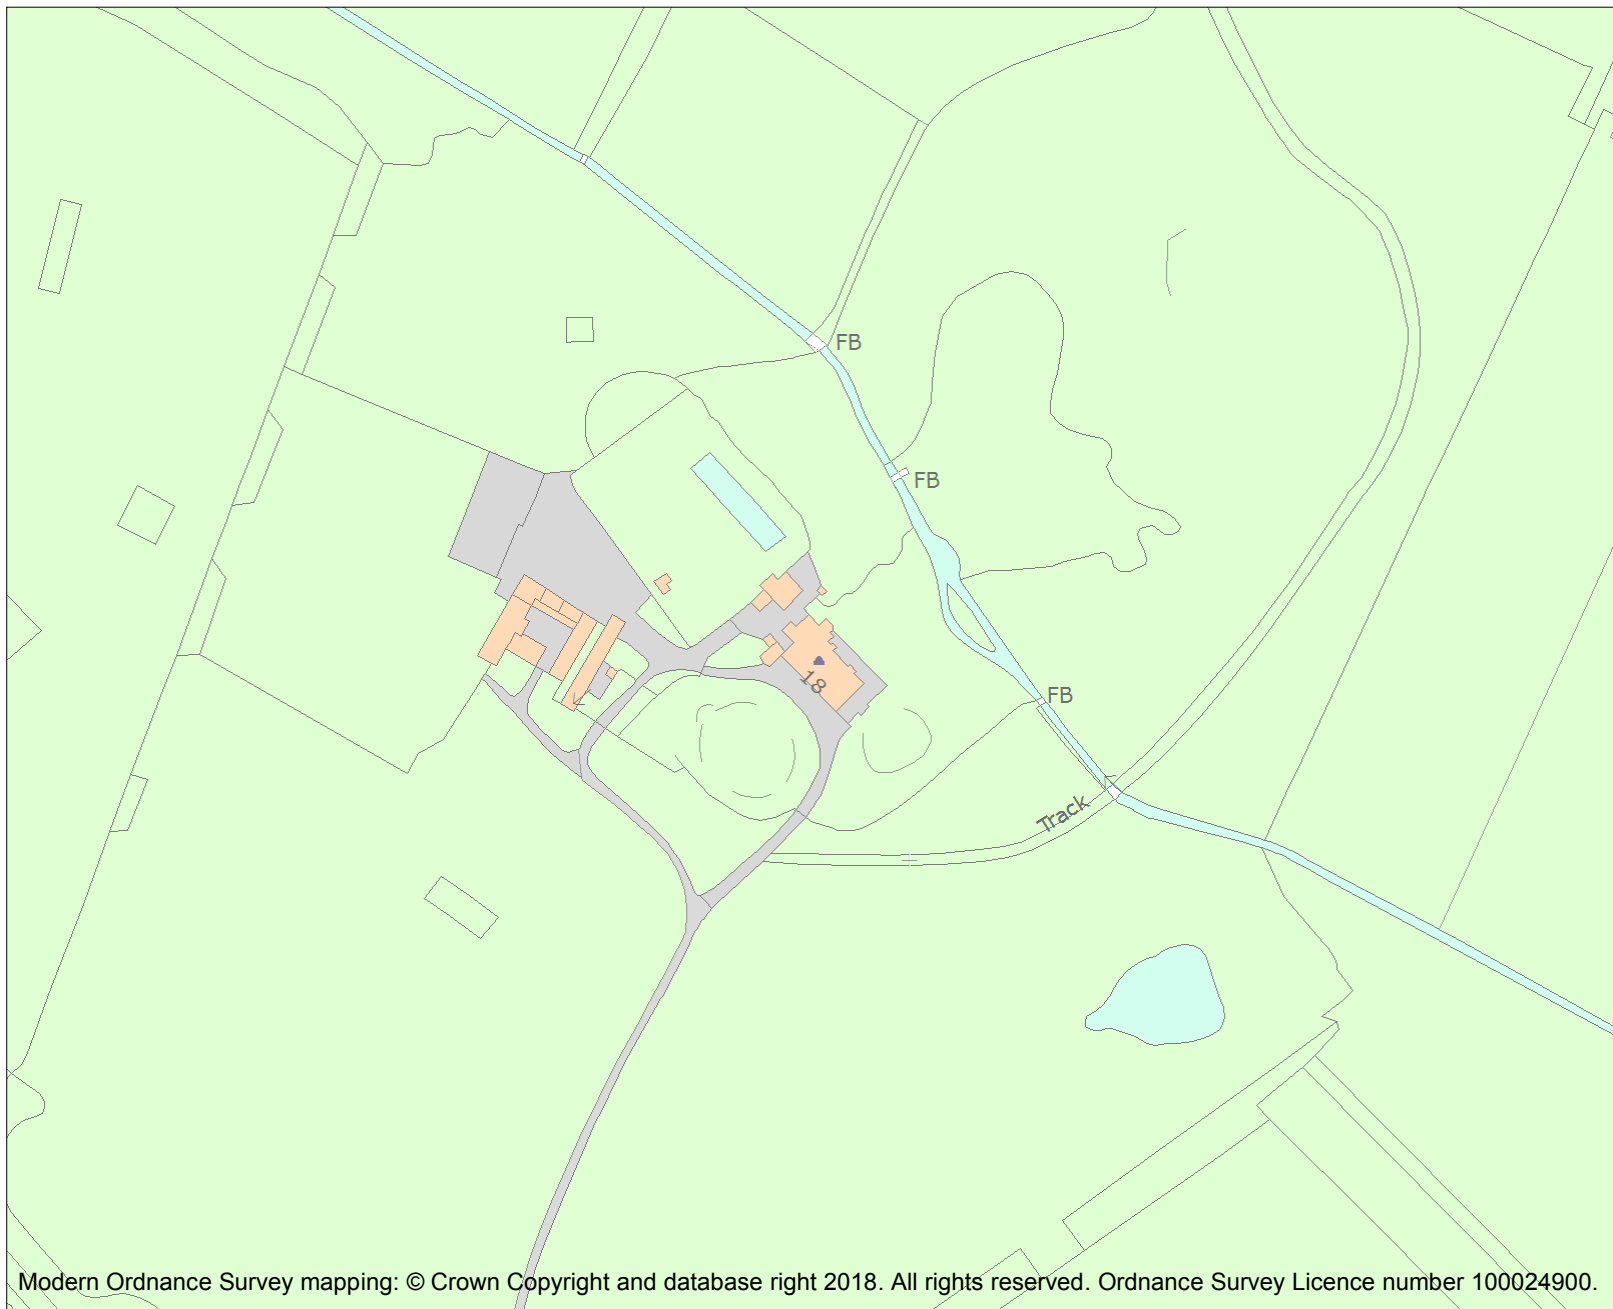 FB
FB
18
FB
Track
Modern Ordnance Survey mapping: © Crown Copyright and database right 2018. All rights reserved. Ordnance Survey Licence number 100024900.